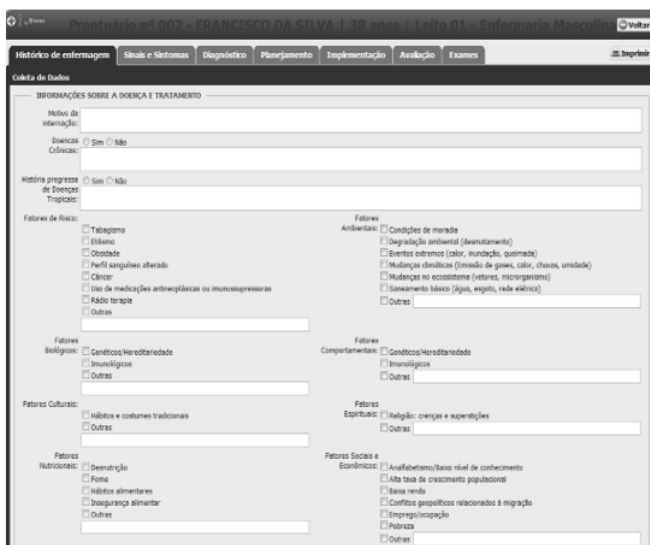 Prontuário nº 002 - FRANCISCO DA SILVA | 38 anos | Leito 01 - Enfermaria Masculina
Voltar
Histórico de enfermagem
Sinais e Sintomas
Diagnóstico
Planejamento
Implementação
Avaliação
Exames
Imprimir
Coleta de Dados
INFORMAÇÕES SOBRE A DOENÇA E TRATAMENTO
Motivo da
internação:
Doencas
Crônicas:
Sim
Não
História pregressa
de Doenças
Tropicais:
Sim
Não
Fatores de Risco:
Tabagismo
Etilismo
Obsidade
Perfil sanguíneo alterado
Câncer
Uso de medicações antineoplásicas ou imunossupressoras
Rádio terapia
Outras
Fatores
Ambientais:
Condições de moradia
Degradação ambiental (desmatamento)
Eventos extremos (calor, inundação, queimada)
Mudanças climáticas (Emissão de gases, calor, chuvas, umidade)
Mudanças no ecossistema (vetores, microrganismo)
Saneamento básico (água, esgoto, rede elétrica)
Outras
Fatores
Biológicos:
Genéticos/Hereditariedade
Imunológicos
Outras
Fatores
Comportamentais:
Genéticos/Hereditariedade
Imunológicos
Outras
Fatores Culturais:
Hábitos e costumes tradicionais
Outras
Fatores
Espirituais:
Religião: crenças e superstições
Outras
Fatores
Nutricionais:
Desnutrição
Fome
Hábitos alimentares
Insegurança alimentar
Outras
Fatores Sociais e
Econômicos:
Analfabetismo/Baixo nível de conhecimento
Alta taxa de crescimento populacional
Baixa renda
Conflitos geopolíticos relacionados à migração
Emprego/ocupação
Pobreza
Outras